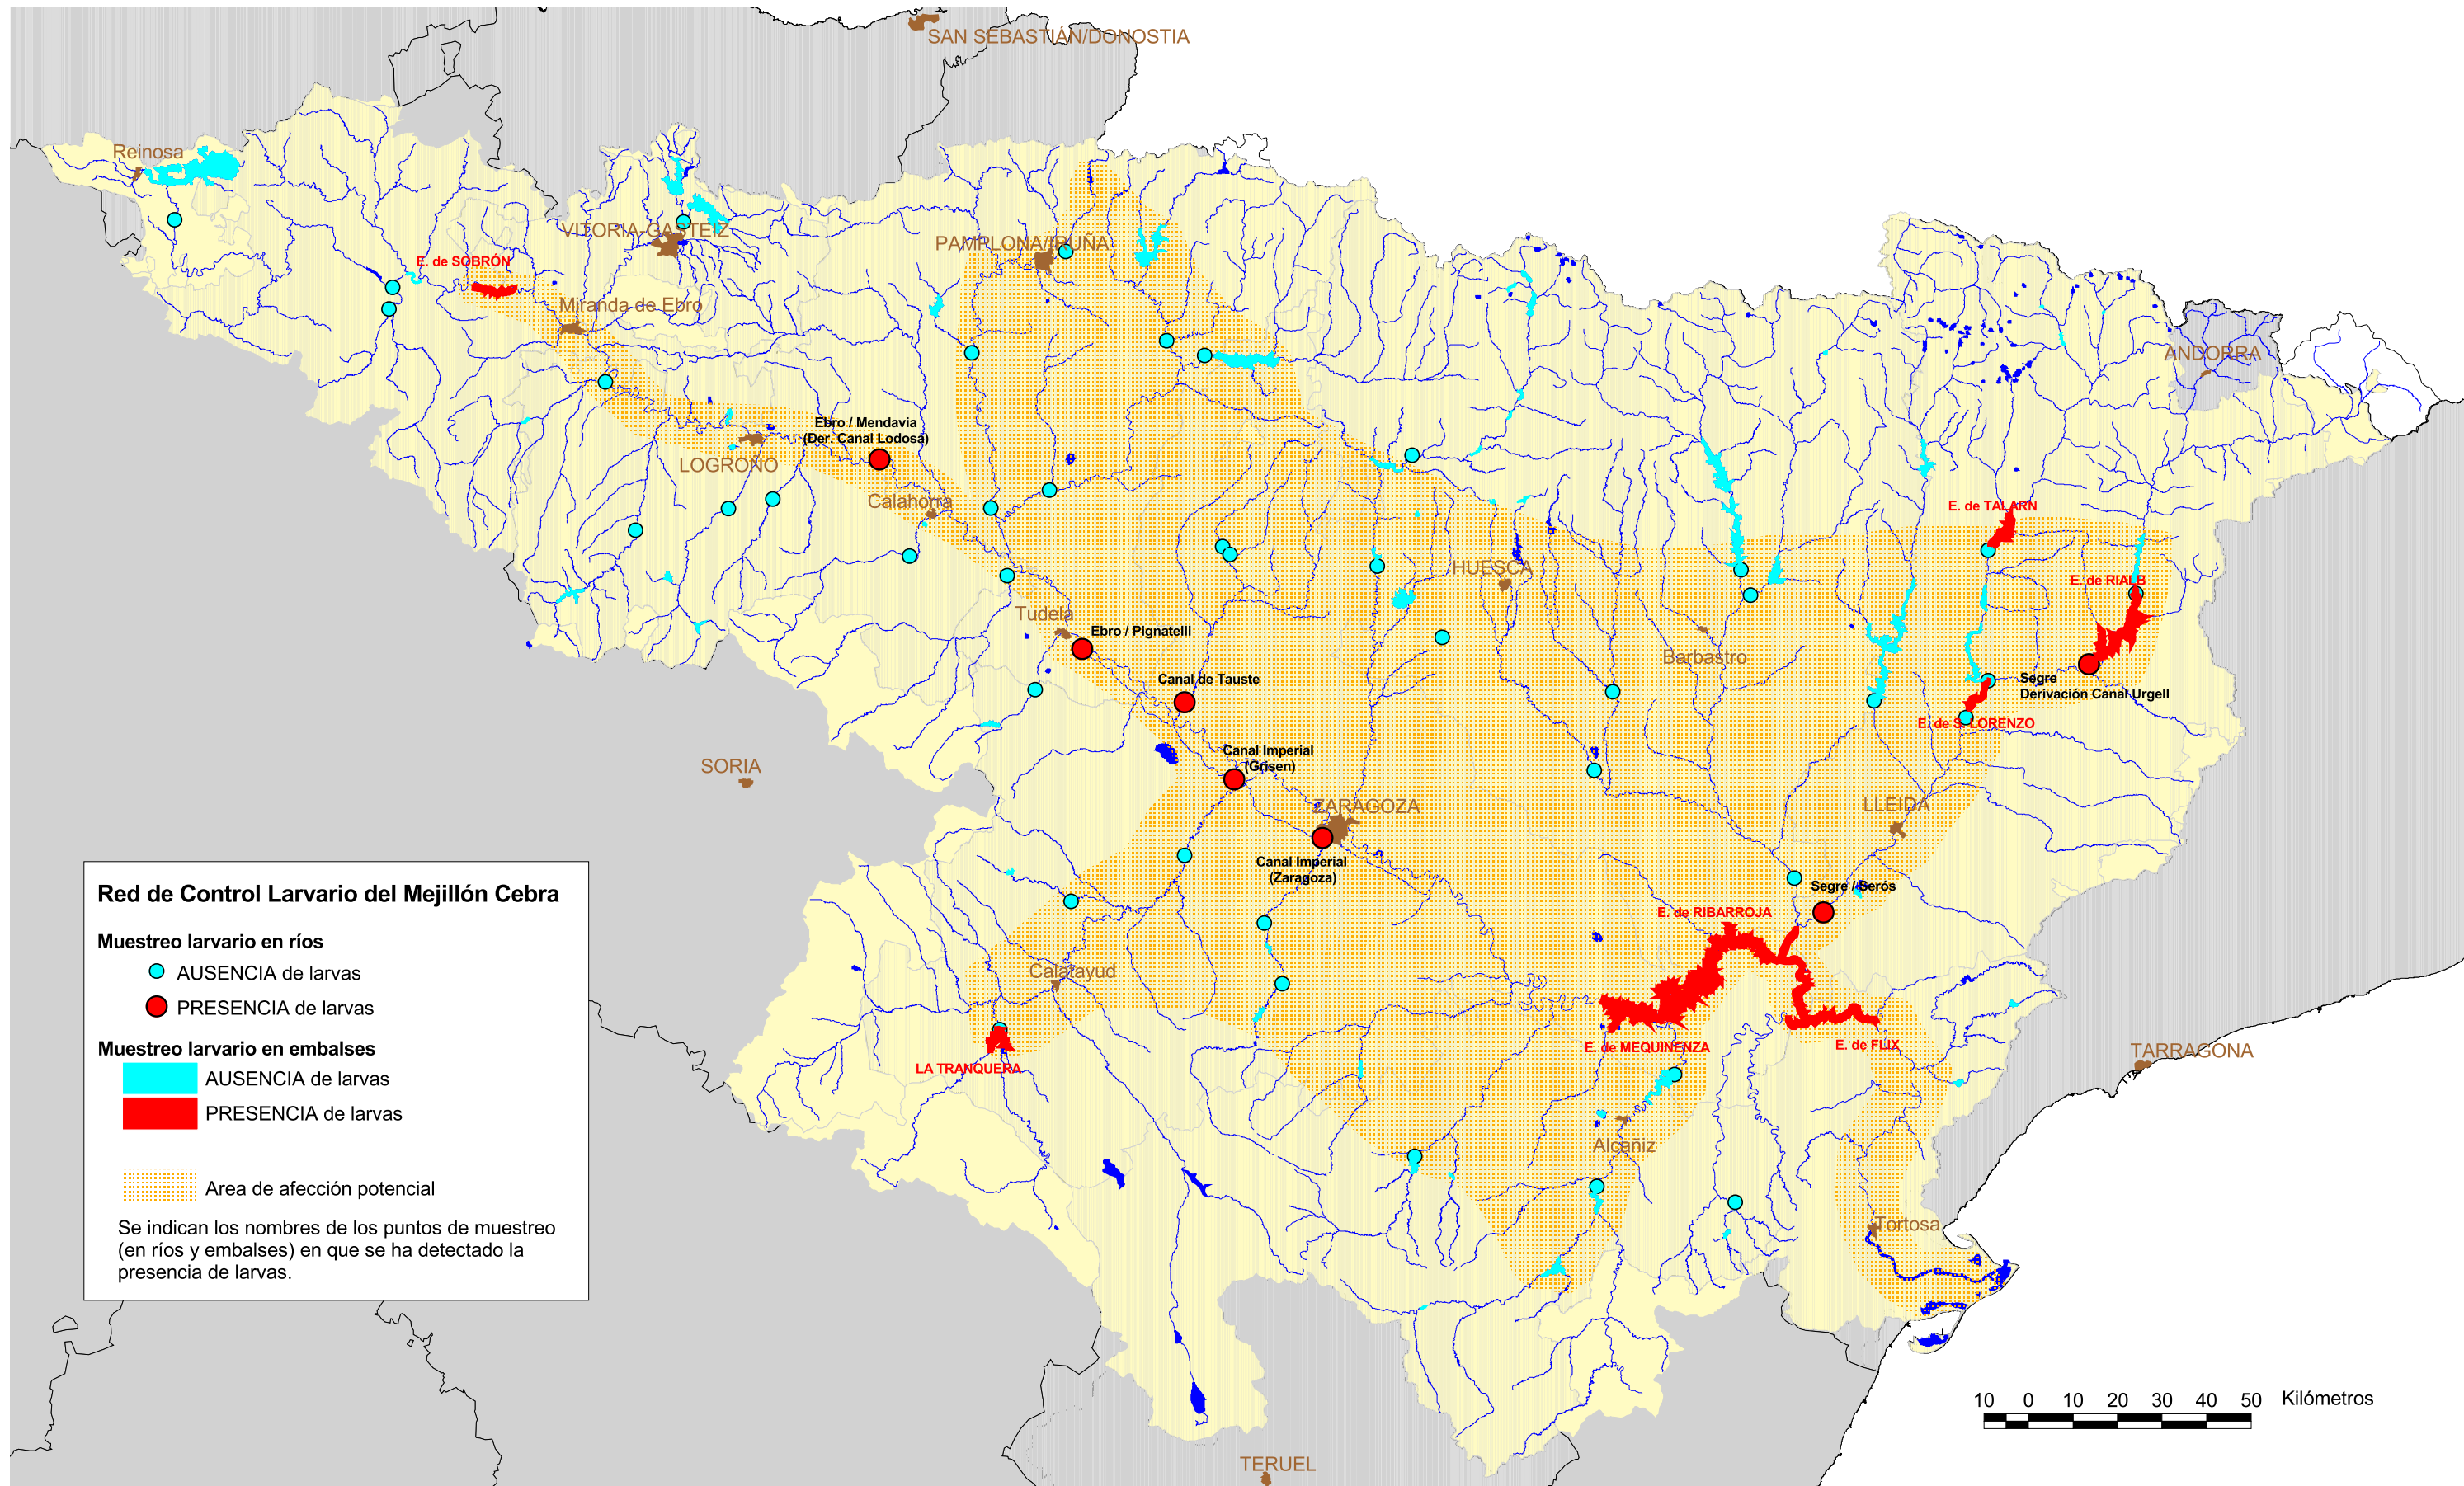 SAN SEBASTIÁN/DONOSTIA
Reinosa
VITORIA-GASTEIZ
PAMPLONA/IRUÑA
E. de SOBRÓN
Miranda de Ebro
ANDORRA
Ebro / Mendavia
(Der. Canal Lodosa)
LOGROÑO
Calahorra
E. de TALARN
HUESCA
E. de RIALB
Tudela
Ebro / Pignatelli
Barbastro
Canal de Tauste
Segre
Derivación Canal Urgell
E. de S. LORENZO
Canal Imperial
(Grisen)
SORIA
ZARAGOZA
LLEIDA
Canal Imperial
(Zaragoza)
Segre / Serós
E. de RIBARROJA
Calatayud
E. de MEQUINENZA
E. de FLIX
TARRAGONA
LA TRANQUERA
Alcañiz
Tortosa
TERUEL
Red de Control Larvario del Mejillón Cebra
Muestreo larvario en ríos
AUSENCIA de larvas
PRESENCIA de larvas
Muestreo larvario en embalses
AUSENCIA de larvas
PRESENCIA de larvas
Area de afección potencial
Se indican los nombres de los puntos de muestreo
(en ríos y embalses) en que se ha detectado la
presencia de larvas.
10 0 10 20 30 40 50 Kilómetros